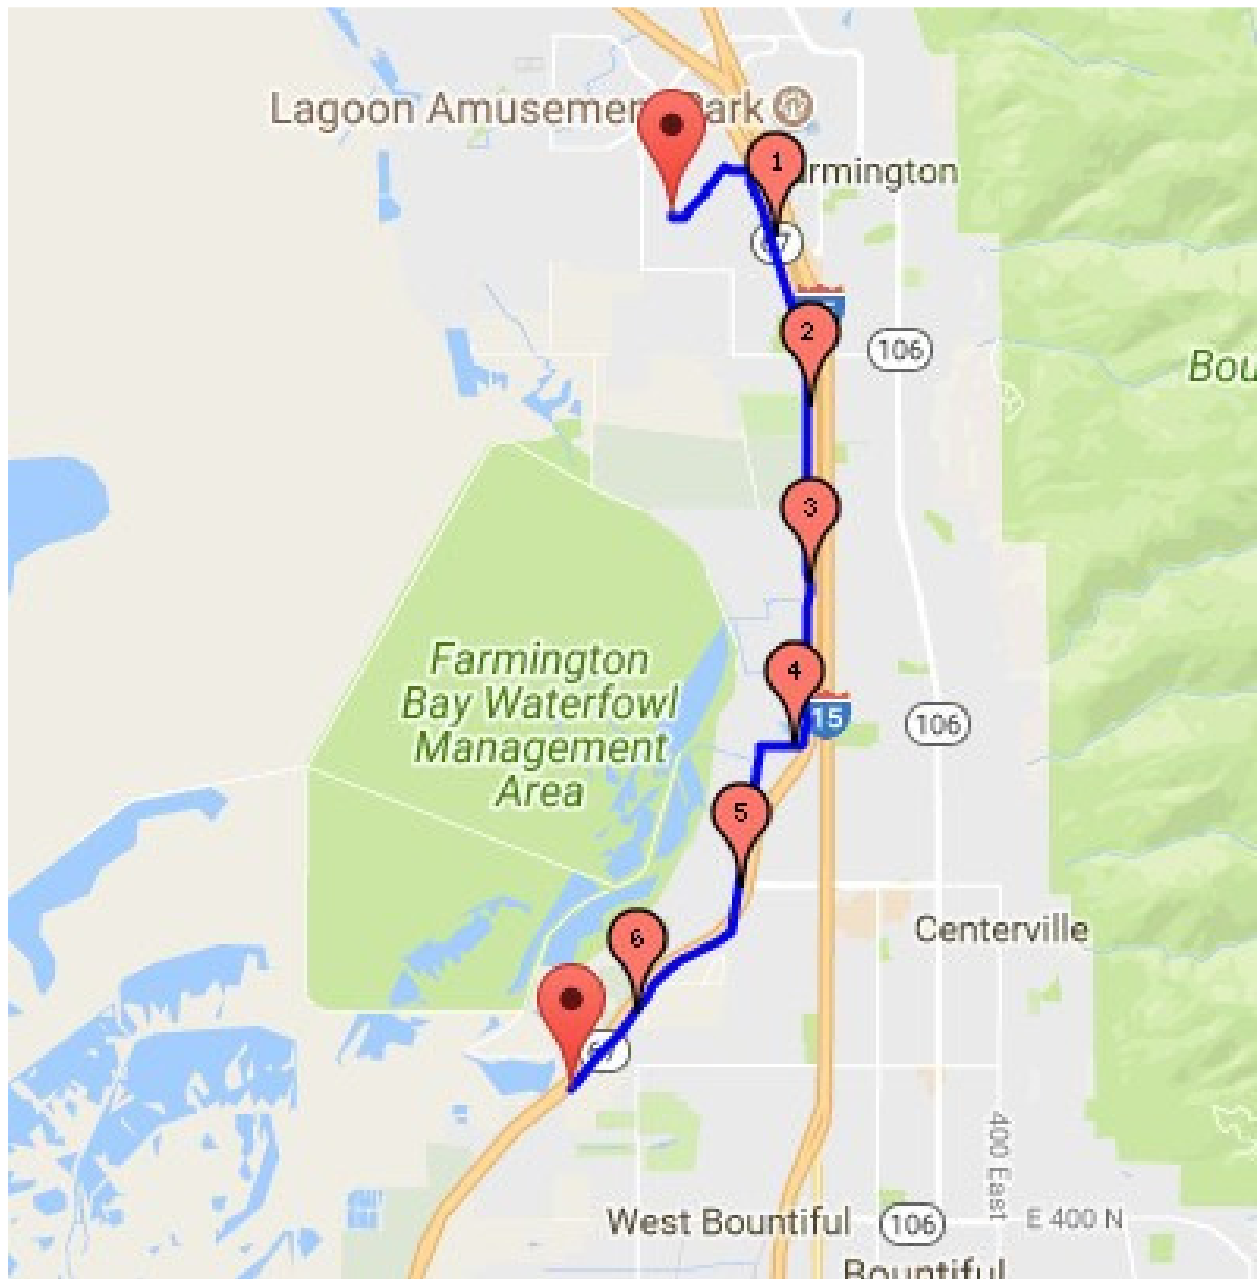 Lagoon Amusement Park
1
rmington
2
106
Bou
3
Farmington
Bay Waterfowl
Management
Area
4
15
106
5
Centerville
6
400 East
West Bountiful
106
E 400 N
Bountiful